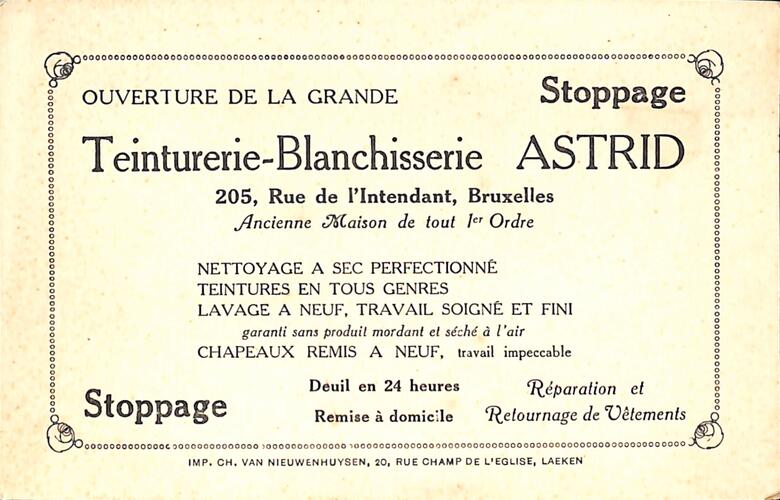 OUVERTURE DE LA GRANDE Stoppage
Teinturerie-Blanchisserie ASTRID
205, Rue de l'Intendant, Bruxelles
Ancienne Maison de tout 1er Ordre
NETTOYAGE A SEC PERFECTIONNÉ
TEINTURES EN TOUS GENRES
LAVAGE A NEUF, TRAVAIL SOIGNÉ ET FINI
garanti sans produit mordant et séché à l'air
CHAPEAUX REMIS A NEUF, travail impeccable
Stoppage
Deuil en 24 heures
Remise à domicile
Réparation et
Retournage de Vêtements
IMP. CH. VAN NIEUWENHUYSEN, 20, RUE CHAMP DE L'EGLISE, LAEKEN